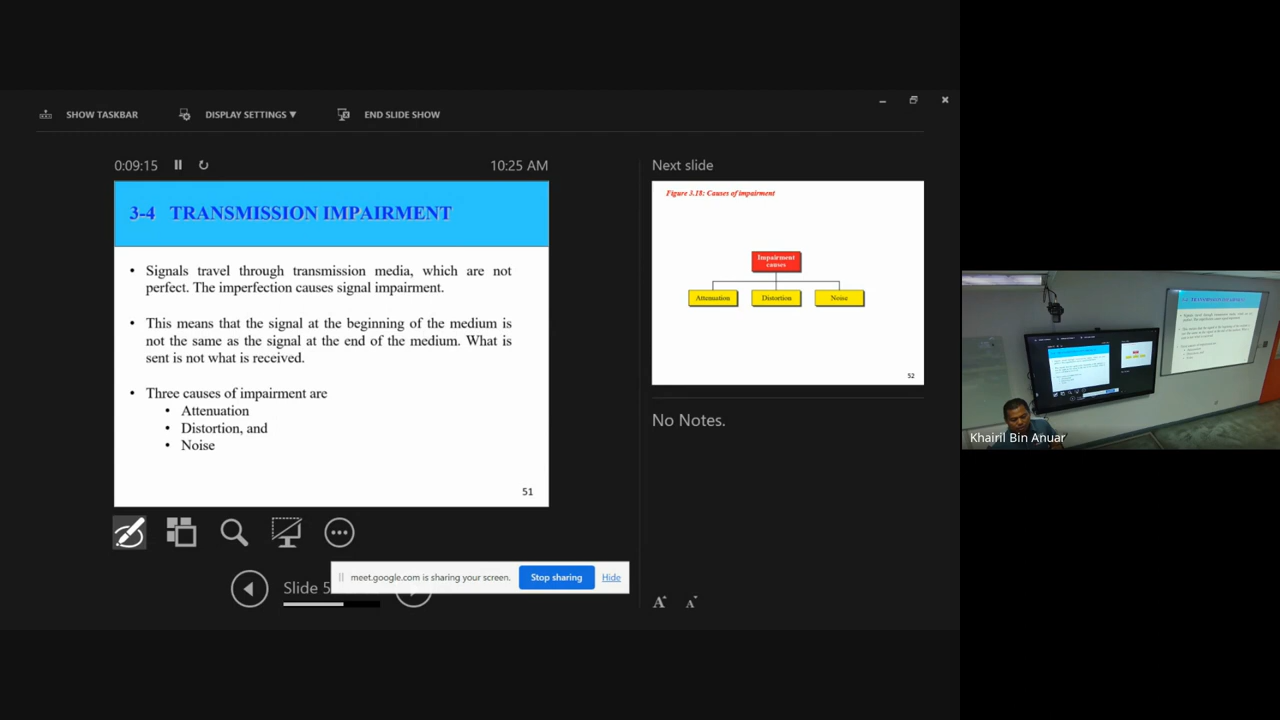 SHOW TASKBAR
DISPLAY SETTINGS ▼
END SLIDE SHOW
0:09:15
10:25 AM
3-4 TRANSMISSION IMPAIRMENT
• Signals travel through transmission media, which are not
perfect. The imperfection causes signal impairment.
• This means that the signal at the beginning of the medium is
not the same as the signal at the end of the medium. What is
sent is not what is received.
• Three causes of impairment are
• Attenuation
• Distortion, and
• Noise
51
Slide 5
meet.google.com is sharing your screen.
Stop sharing
Hide
Next slide
Figure 3.18: Causes of impairment
Impairment
causes
Attenuation
Distortion
Noise
52
No Notes.
A
A
Khairil Bin Anuar